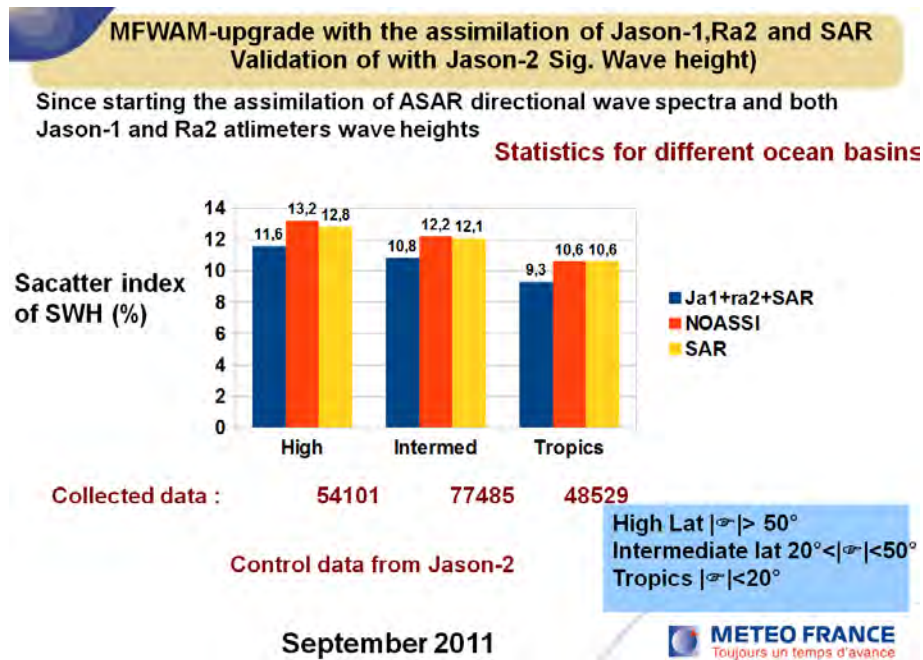 MFWAM-upgrade with the assimilation of Jason-1,Ra2 and SAR
Validation of with Jason-2 Sig. Wave height)
Since starting the assimilation of ASAR directional wave spectra and both
Jason-1 and Ra2 atlimeters wave heights
Statistics for different ocean basins
Sacatter index
of SWH (%)
14
12
10
8
6
4
2
0
11,6
13,2
12,8
10,8
12,2
12,1
9,3
10,6
10,6
High
Intermed
Tropics
Ja1+ra2+SAR
NOASSI
SAR
Collected data : 54101 77485 48529
Control data from Jason-2
High Lat |☞|> 50°
Intermediate lat 20°<|☞|<50°
Tropics |☞|<20°
September 2011
METEO FRANCE
Toujours un temps d'avance